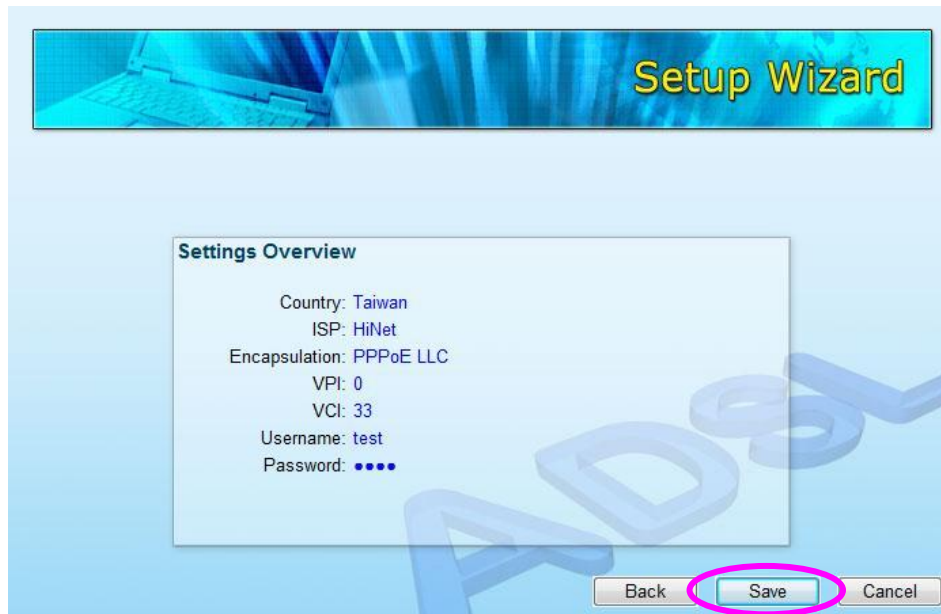 Setup Wizard
Settings Overview
Country: Taiwan
ISP: HiNet
Encapsulation: PPPoE LLC
VPI: 0
VCI: 33
Username: test
Password: ●●●●
ADSL
Back Save Cancel